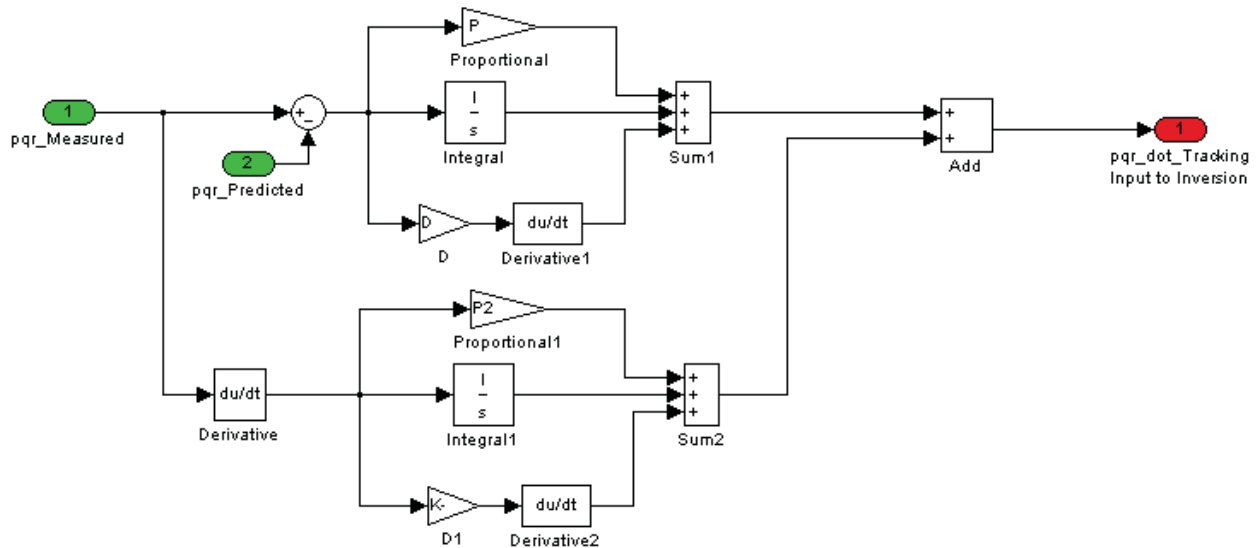 P
Proportional
1
pqr_Measured
+
−
2
pqr_Predicted
I
s
Integral
+
+
+
Sum1
+
+
Add
1
pqr_dot_Tracking
Input to Inversion
D
D
du/dt
Derivative1
P2
Proportional1
du/dt
Derivative
I
s
Integral1
+
+
+
Sum2
K-
D1
du/dt
Derivative2